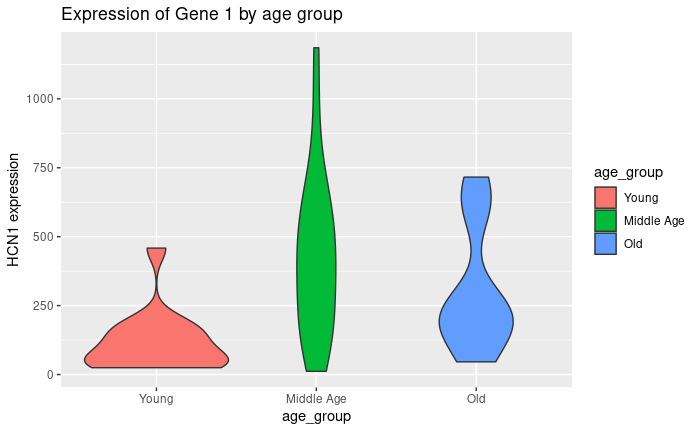 Expression of Gene 1 by age group
HCN1 expression
1000
750
500
250
0
Young
Middle Age
Old
age_group
age_group
Young
Middle Age
Old